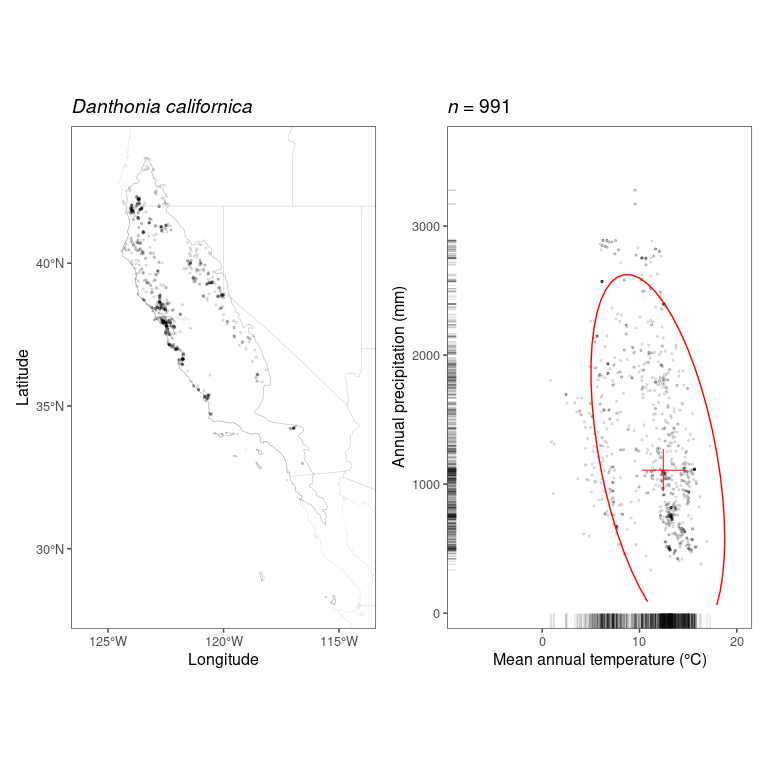 Danthonia californica
n = 991
40°N
35°N
30°N
Latitude
125°W
120°W
115°W
Longitude
3000
2000
1000
0
Annual precipitation (mm)
0
10
20
Mean annual temperature (°C)